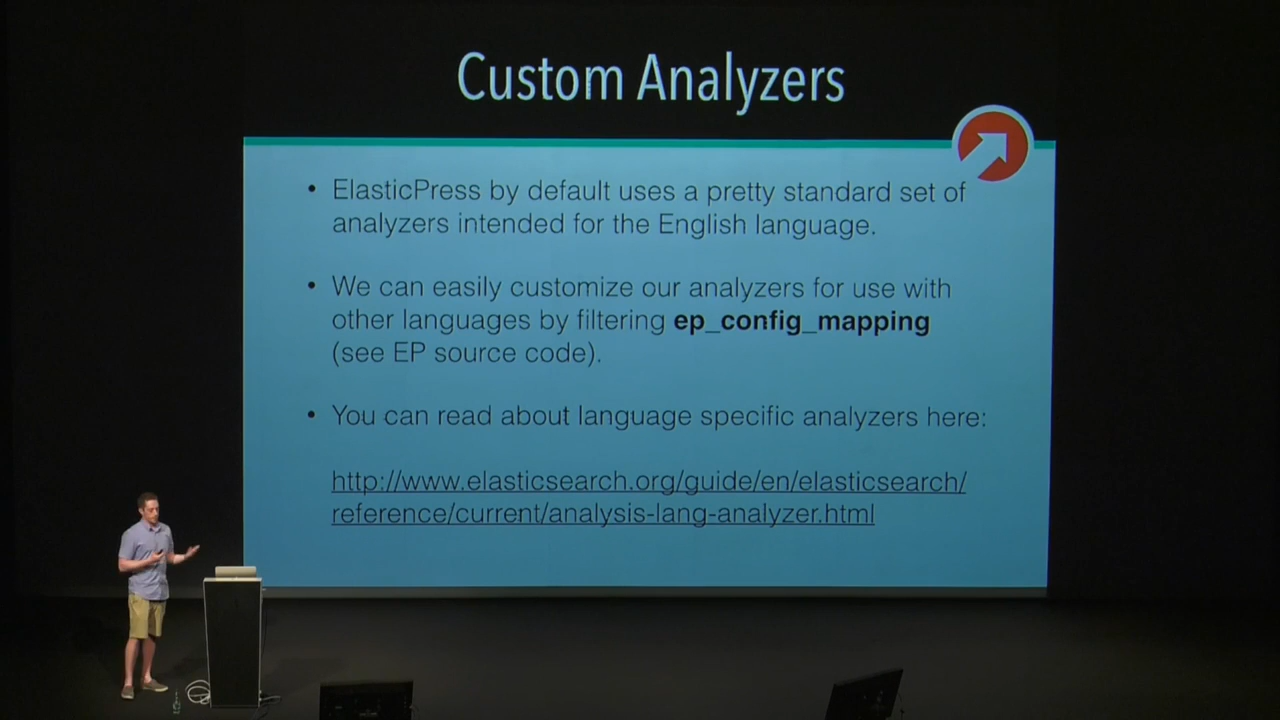 Custom Analyzers
• ElasticPress by default uses a pretty standard set of
analyzers intended for the English language.
• We can easily customize our analyzers for use with
other languages by filtering ep_config_mapping
(see EP source code).
• You can read about language specific analyzers here:
http://www.elasticsearch.org/guide/en/elasticsearch/
reference/current/analysis-lang-analyzer.html